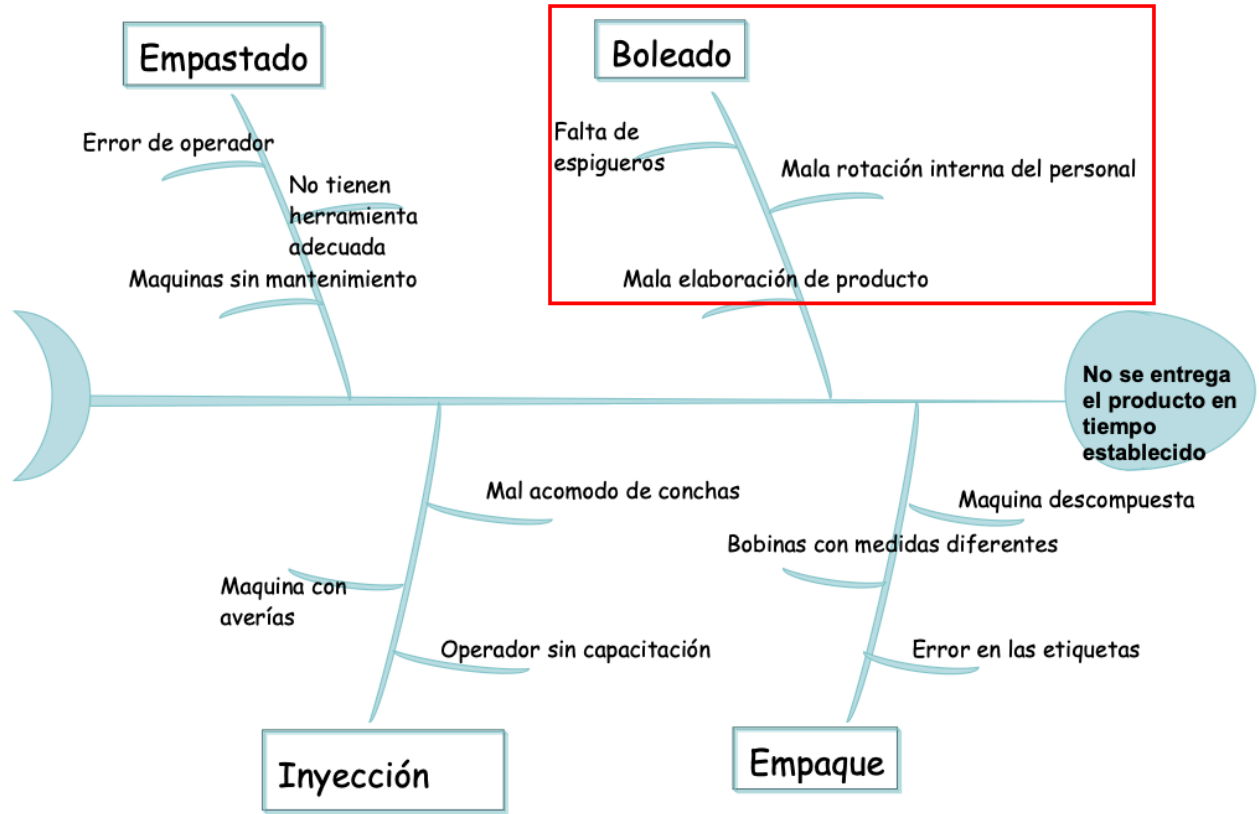 Empastado
Error de operador
No tienen
herramienta
adecuada
Maquinas sin mantenimiento
Boleado
Falta de
espigueros
Mala rotación interna del personal
Mala elaboración de producto
No se entrega
el producto en
tiempo
establecido
Mal acomodo de conchas
Maquina con
averías
Operador sin capacitación
Inyección
Maquina descompuesta
Bobinas con medidas diferentes
Error en las etiquetas
Empaque